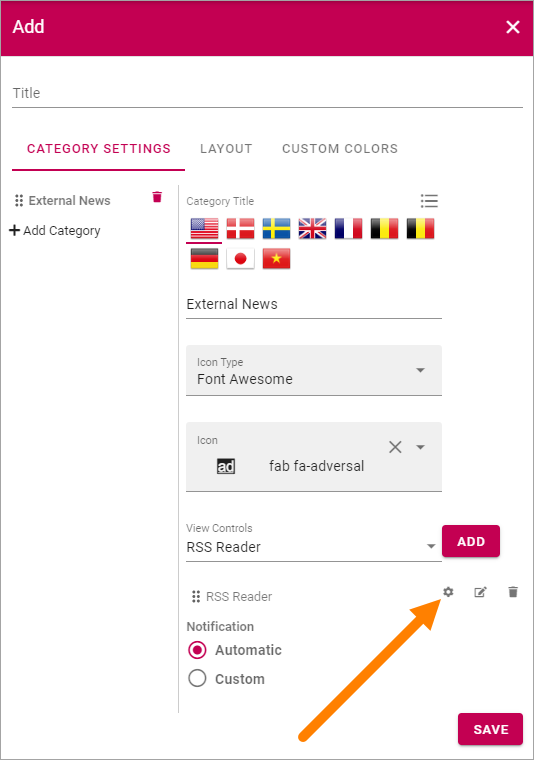 Add
Title
CATEGORY SETTINGS LAYOUT CUSTOM COLORS
External News
Add Category
Category Title
External News
Icon Type
Font Awesome
Icon
ad fab fa-adversal
View Controls
RSS Reader
ADD
RSS Reader
Notification
Automatic
Custom
SAVE